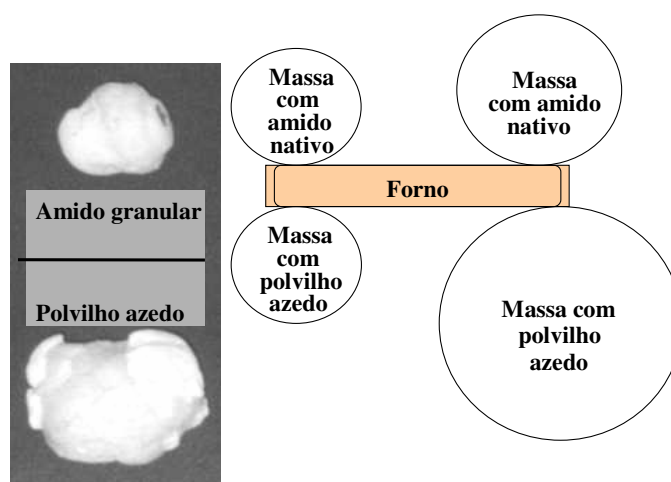 Amido granular
Polvilho azedo
Massa
com
amido
nativo
Massa
com amido
nativo
Forno
Massa
com
polvilho
azedo
Massa com
polvilho
azedo